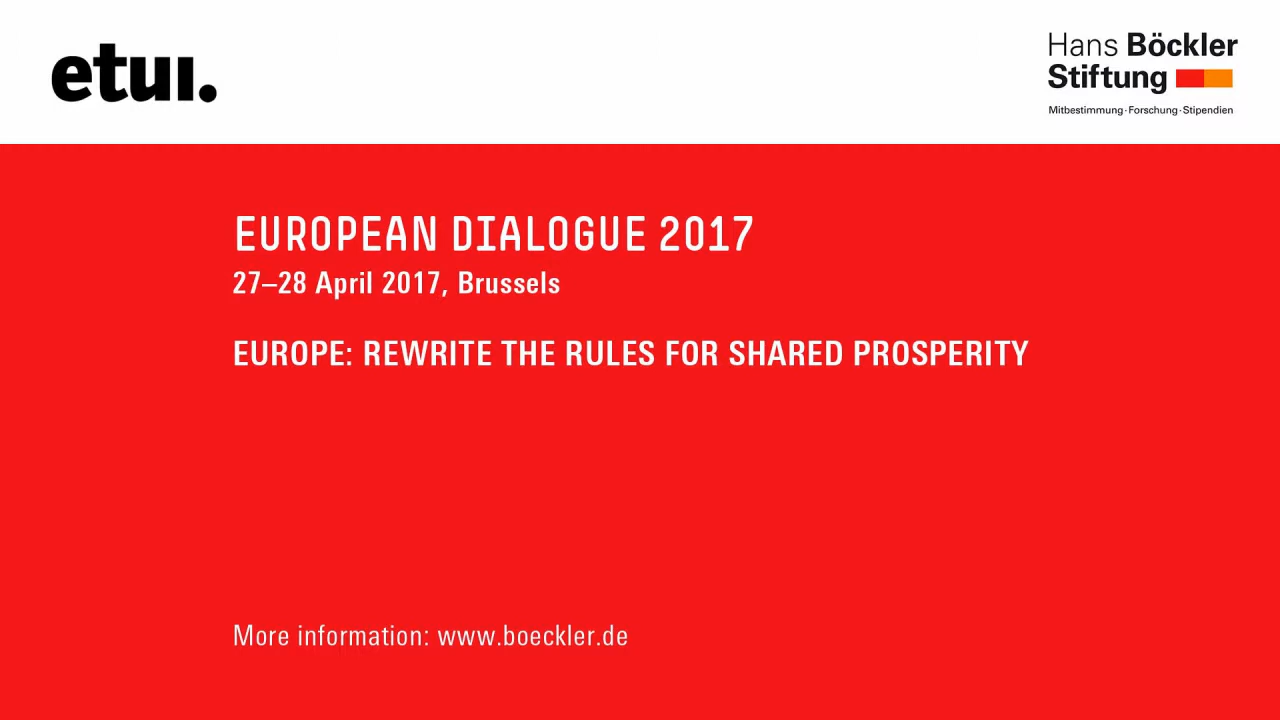 etui.
Hans Böckler
Stiftung
Mitbestimmung·Forschung·Stipendien
EUROPEAN DIALOGUE 2017
27–28 April 2017, Brussels
EUROPE: REWRITE THE RULES FOR SHARED PROSPERITY
More information: www.boeckler.de